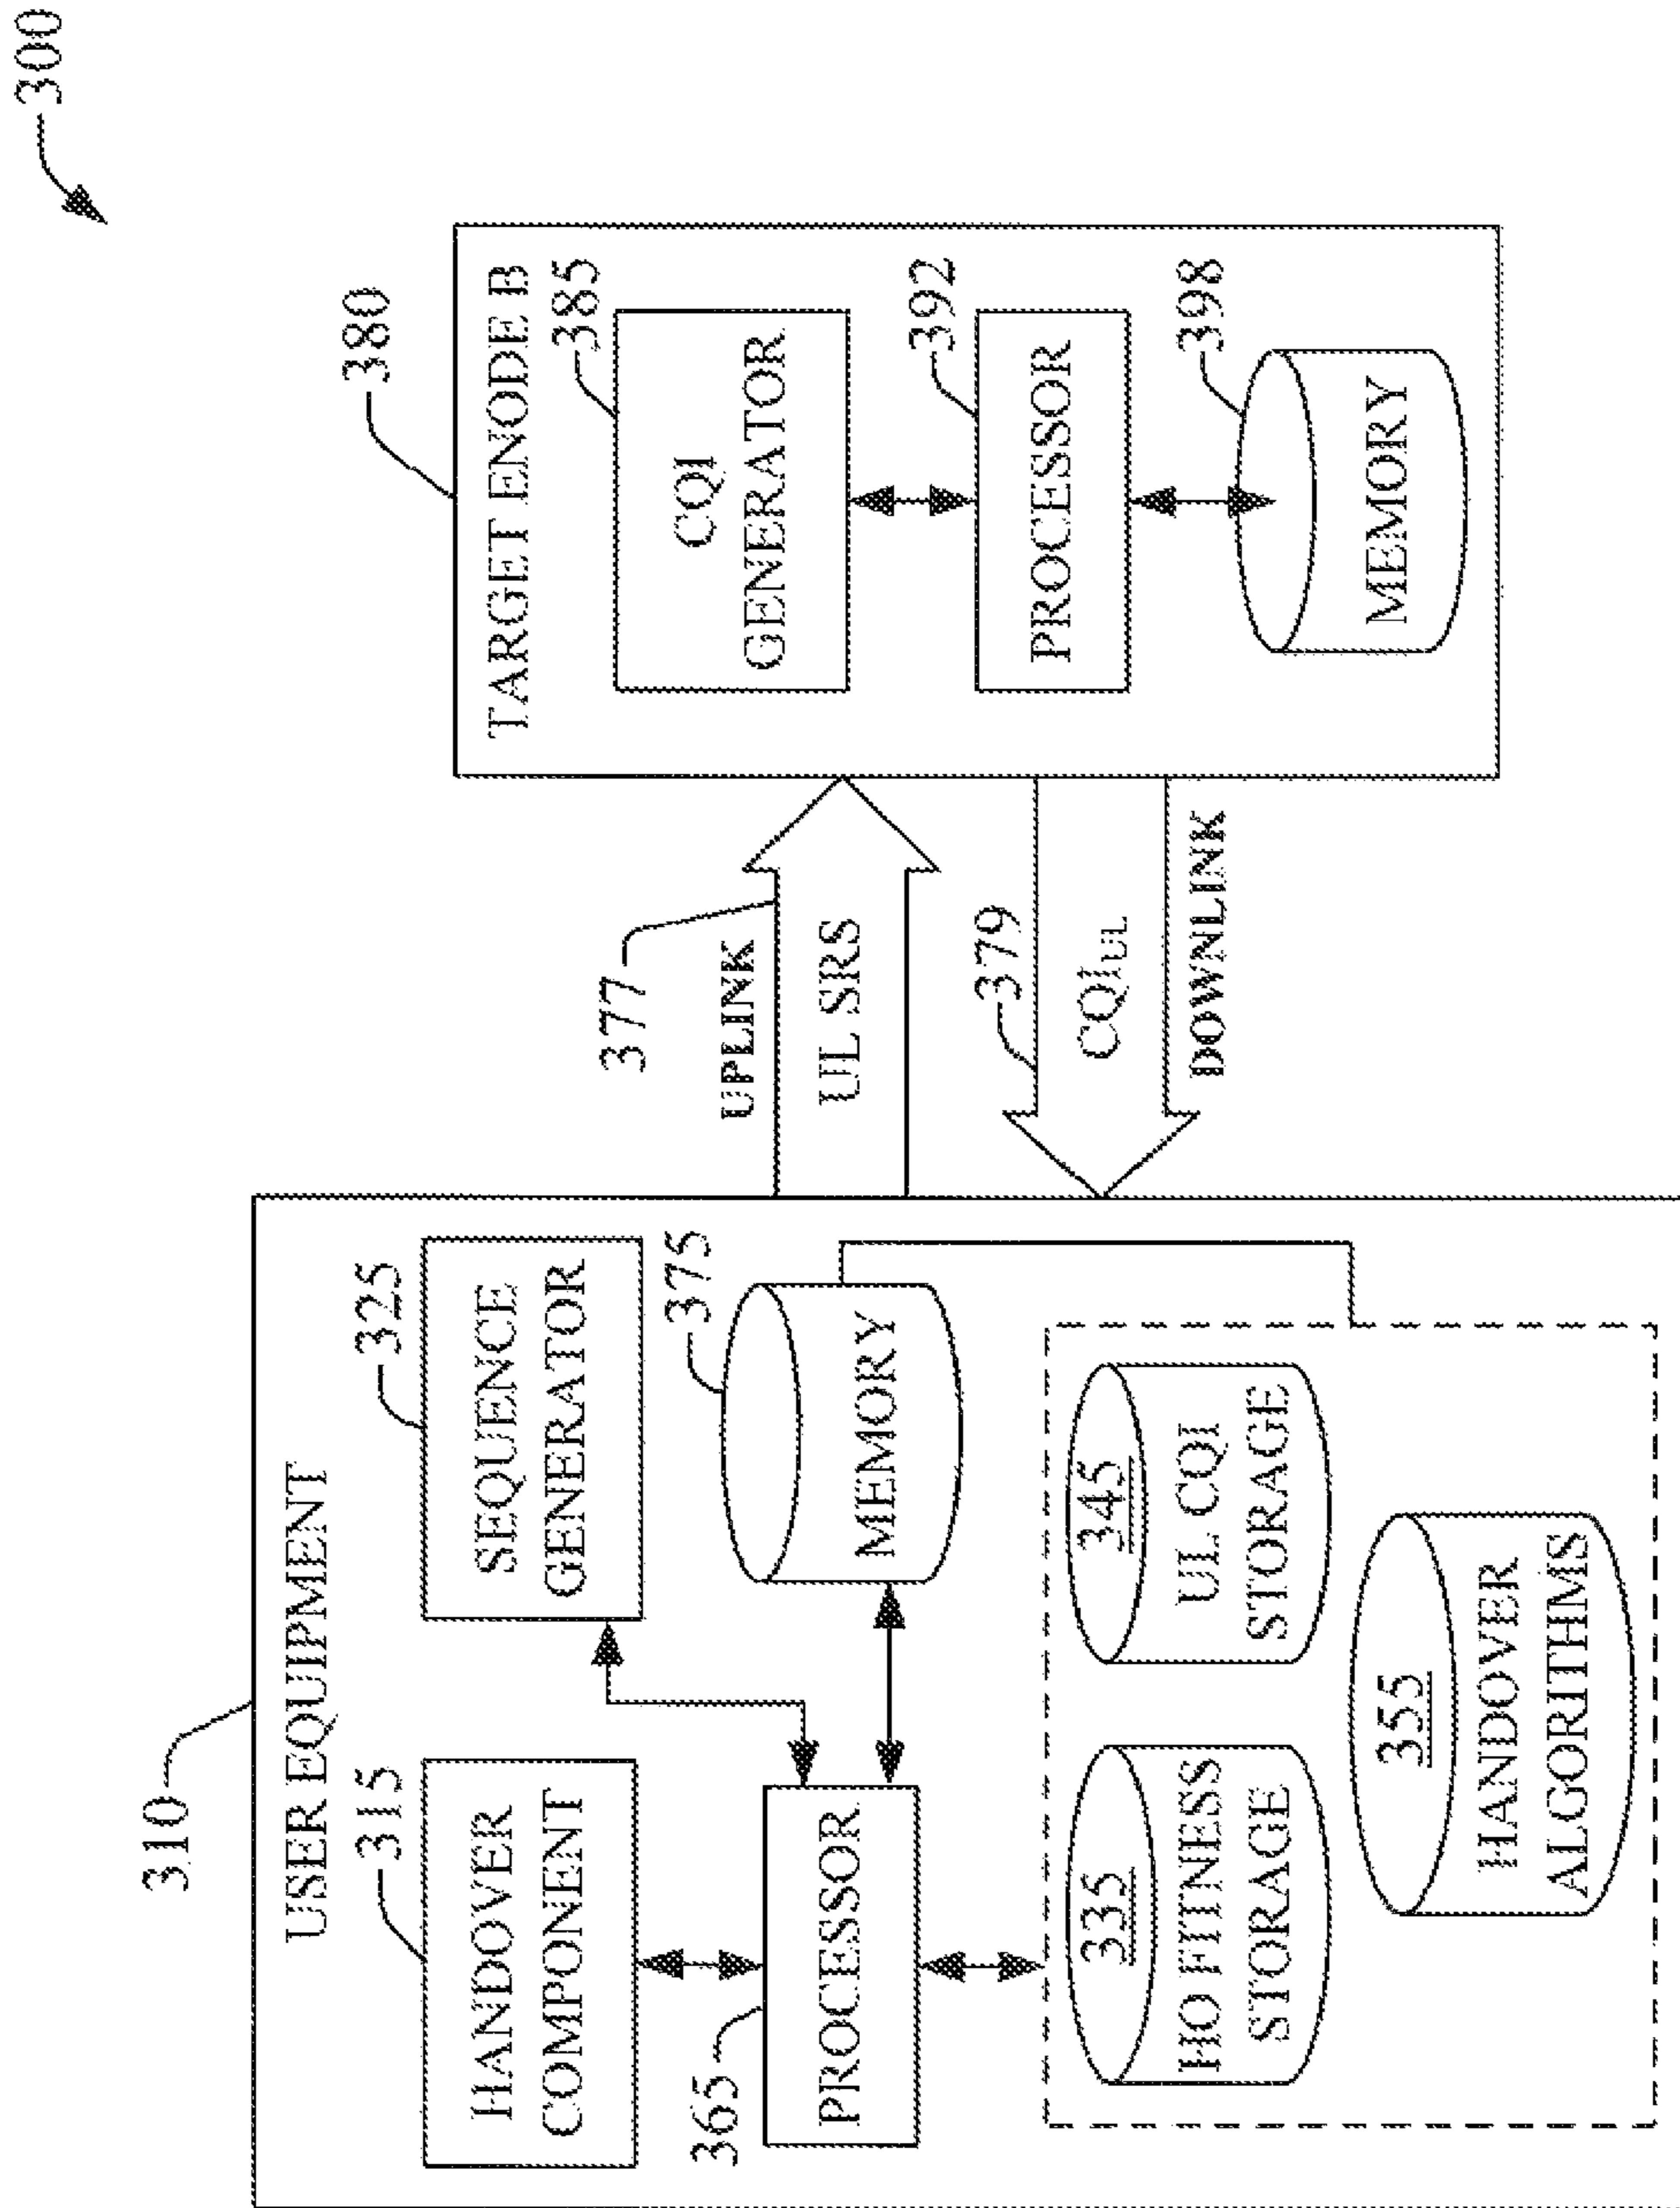 300
310
USER EQUIPMENT
315
HANDOVER
COMPONENT
325
SEQUENCE
GENERATOR
365
PROCESSOR
375
MEMORY
335
HO FITNESS
STORAGE
345
UL CQI
STORAGE
355
HANDOVER
ALGORITHMS
377
UPLINK
UL SRS
379
CQI_UL
DOWNLINK
380
TARGET ENODE B
385
CQI
GENERATOR
392
PROCESSOR
398
MEMORY